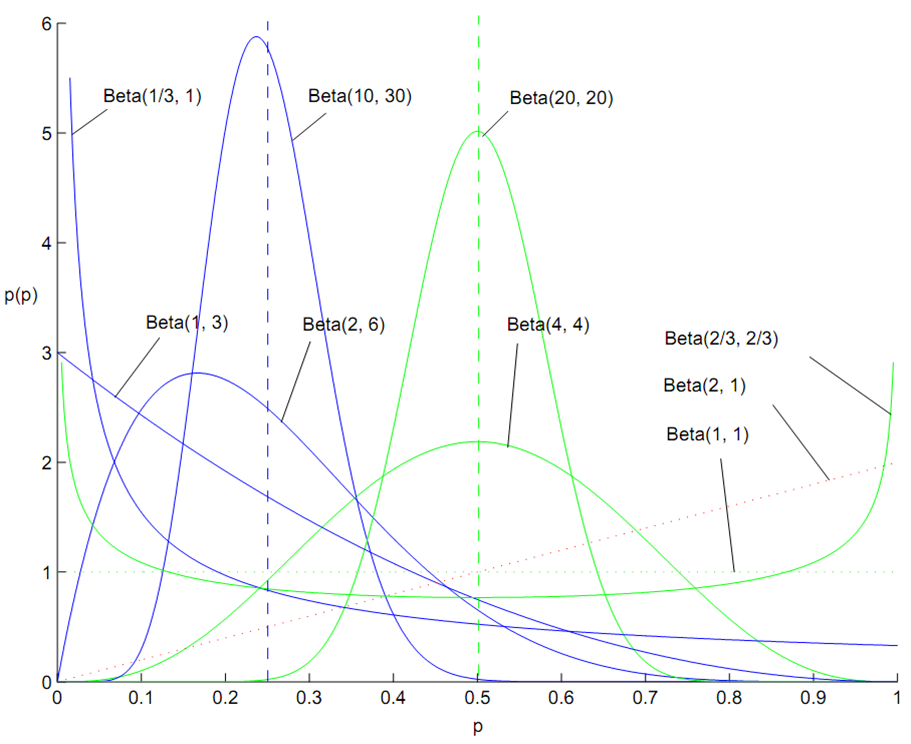 6
Beta(1/3, 1)
Beta(10, 30)
Beta(20, 20)
5
4
p(p)
Beta(1, 3)
Beta(2, 6)
Beta(4, 4)
Beta(2/3, 2/3)
3
Beta(2, 1)
Beta(1, 1)
2
1
0
0 0.1 0.2 0.3 0.4 0.5 0.6 0.7 0.8 0.9 1
p